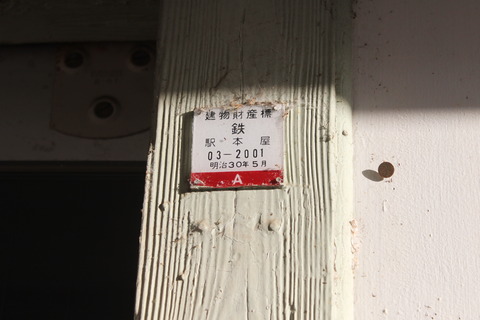 建物財産標
鉄
駅 本 屋
03-2001
明治30年5月
A